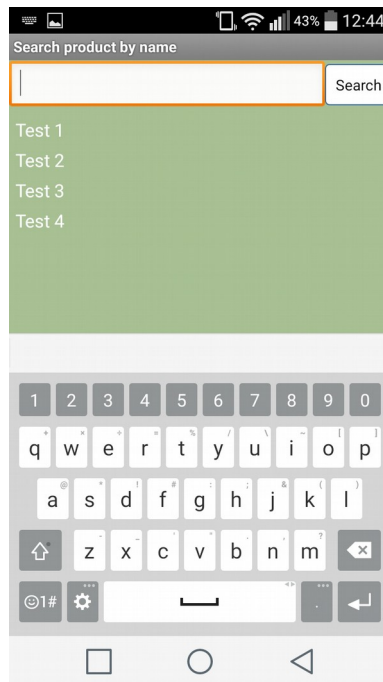 43% 12:44
Search product by name
Search
Test 1
Test 2
Test 3
Test 4
1 2 3 4 5 6 7 8 9 0
+ × ÷ = % / \ ~ [ ]
q w e r t y u i o p
@ * ! # : ; & ( )
a s d f g h j k l
- _ ' " ' , ?
z x c v b n m
☺1# .